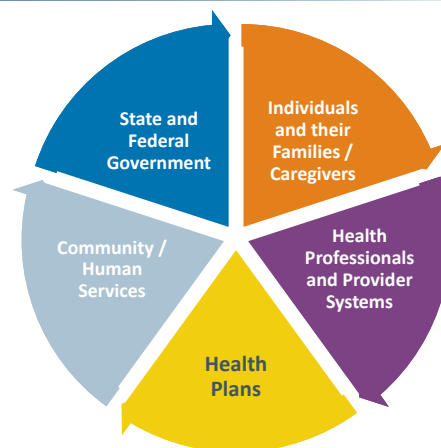 State and
Federal
Government
Individuals
and their
Families /
Caregivers
Health
Professionals
and Provider
Systems
Health
Plans
Community /
Human
Services